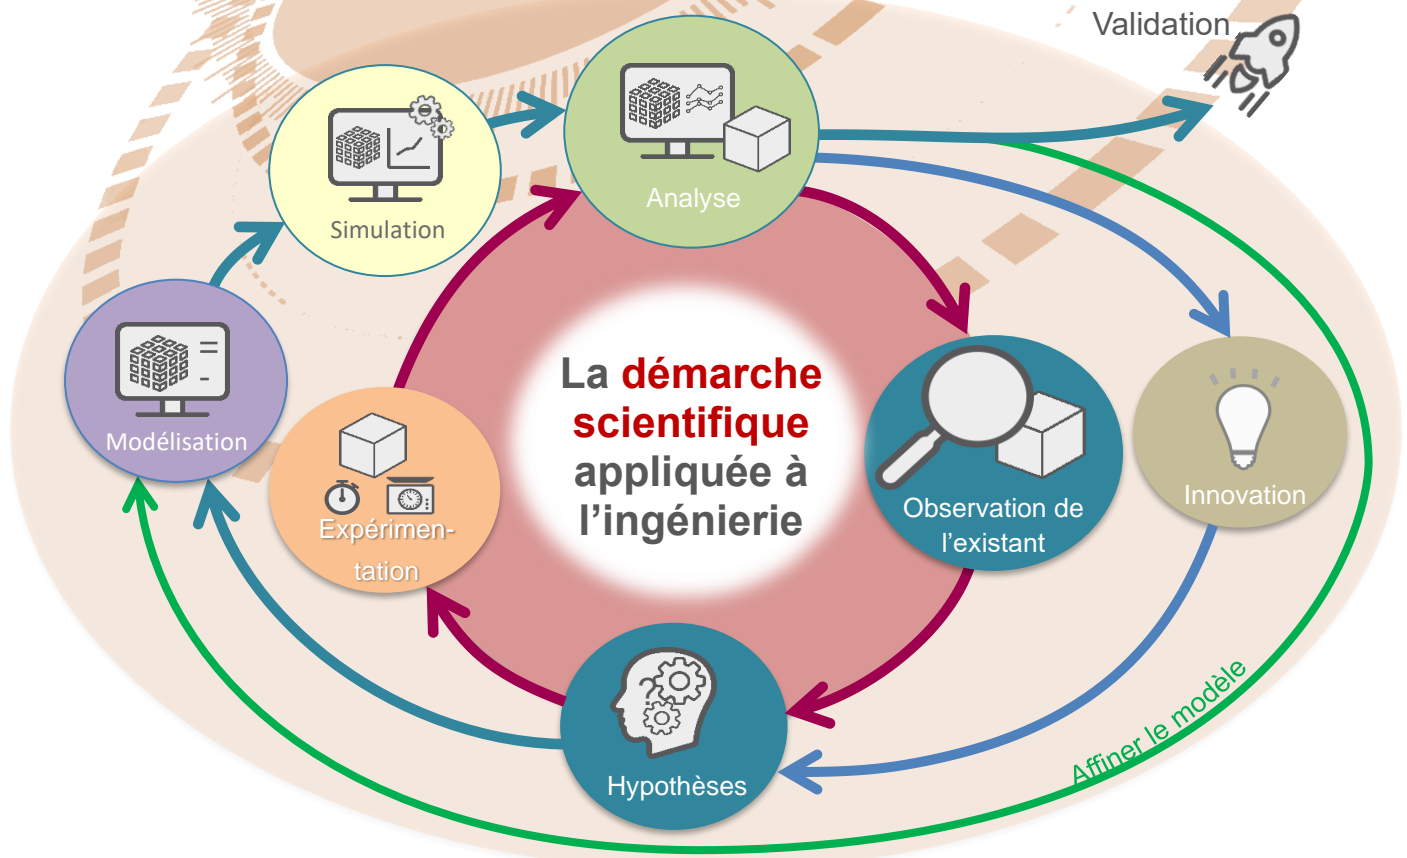 Validation
Analyse
Simulation
Modélisation
Expérimen-
tation
La démarche
scientifique
appliquée à
l’ingénierie
Observation de
l’existant
Innovation
Hypothèses
Affiner le modèle